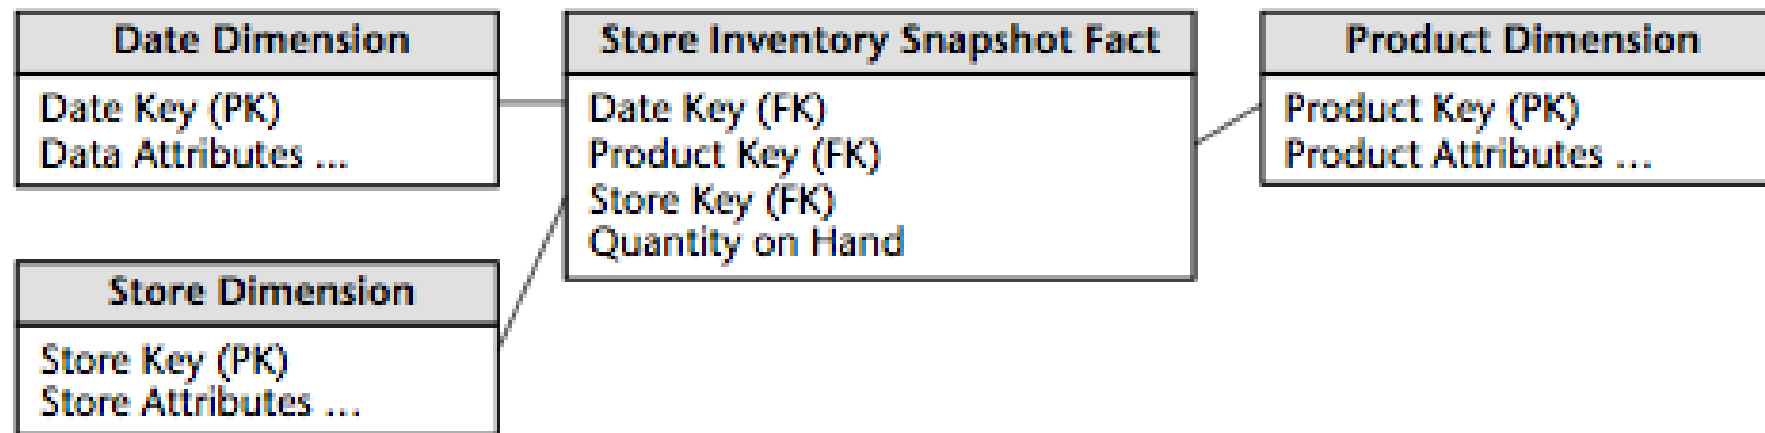 Date Dimension
Date Key (PK)
Data Attributes ...
Store Inventory Snapshot Fact
Date Key (FK)
Product Key (FK)
Store Key (FK)
Quantity on Hand
Product Dimension
Product Key (PK)
Product Attributes ...
Store Dimension
Store Key (PK)
Store Attributes ...